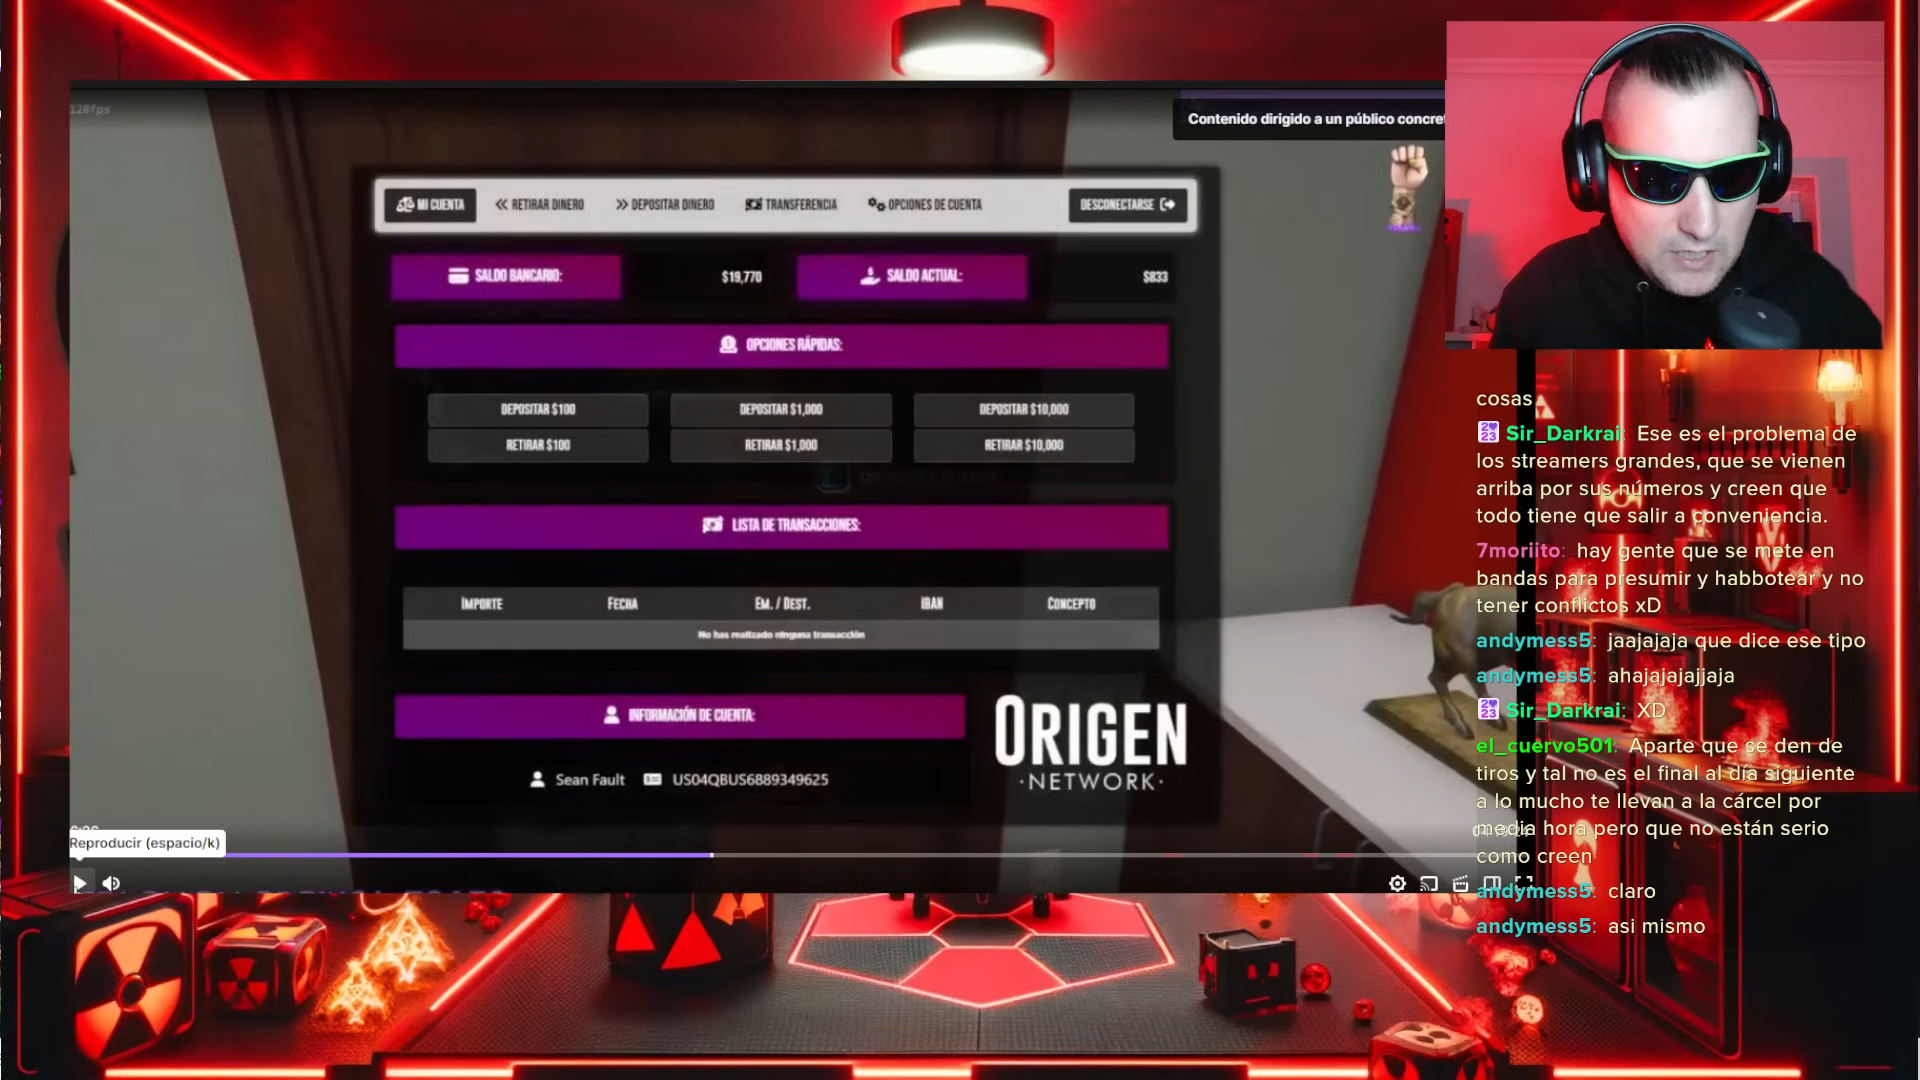 120fps
Contenido dirigido a un público concret
MI CUENTA
RETIRAR DINERO
DEPOSITAR DINERO
TRANSFERENCIA
OPCIONES DE CUENTA
DESCONECTARSE
SALDO BANCARIO:
$19,770
SALDO ACTUAL:
$833
OPCIONES RÁPIDAS:
DEPOSITAR $100
DEPOSITAR $1,000
DEPOSITAR $10,000
RETIRAR $100
RETIRAR $1,000
RETIRAR $10,000
LISTA DE TRANSACCIONES:
IMPORTE
FECHA
EM. / DEST.
IBAN
CONCEPTO
No has realizado ninguna transacción
INFORMACIÓN DE CUENTA:
Sean Fault
US04QBUS6889349625
ORIGEN
·NETWORK·
Reproducir (espacio/k)
cosas
Sir_Darkrai: Ese es el problema de
los streamers grandes, que se vienen
arriba por sus números y creen que
todo tiene que salir a conveniencia.
7moriito: hay gente que se mete en
bandas para presumir y habbotear y no
tener conflictos xD
andymess5: jaajajaja que dice ese tipo
andymess5: ahajajajajjaja
Sir_Darkrai: XD
el_cuervo501: Aparte que se den de
tiros y tal no es el final al día siguiente
a lo mucho te llevan a la cárcel por
media hora pero que no están serio
como creen
andymess5: claro
andymess5: asi mismo